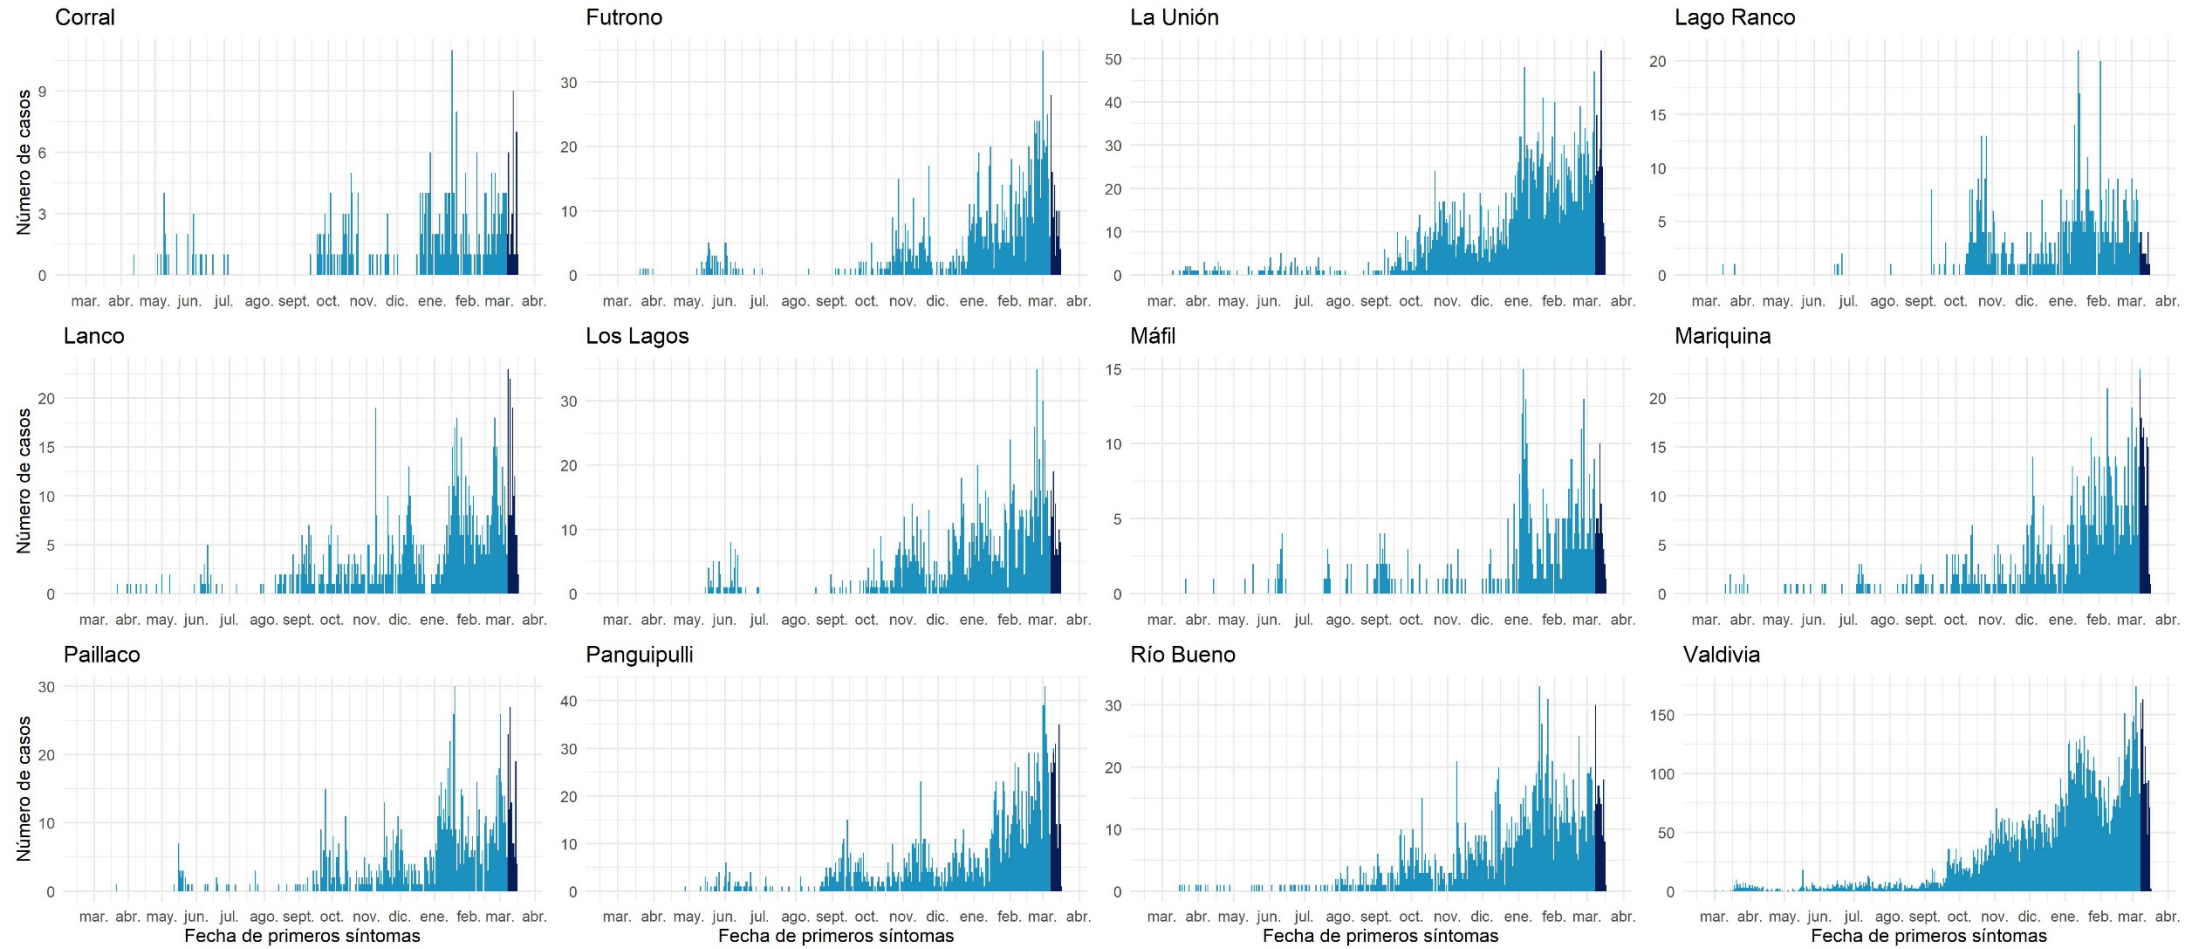 Corral
Futrono
La Unión
Lago Ranco
Número de casos
9
6
3
0
30
20
10
0
50
40
30
20
10
0
20
15
10
5
0
mar. abr. may. jun. jul. ago. sept. oct. nov. dic. ene. feb. mar. abr.
mar. abr. may. jun. jul. ago. sept. oct. nov. dic. ene. feb. mar. abr.
mar. abr. may. jun. jul. ago. sept. oct. nov. dic. ene. feb. mar. abr.
mar. abr. may. jun. jul. ago. sept. oct. nov. dic. ene. feb. mar. abr.
Lanco
Los Lagos
Máfil
Mariquina
Número de casos
20
15
10
5
0
30
20
10
0
15
10
5
0
20
15
10
5
0
mar. abr. may. jun. jul. ago. sept. oct. nov. dic. ene. feb. mar. abr.
mar. abr. may. jun. jul. ago. sept. oct. nov. dic. ene. feb. mar. abr.
mar. abr. may. jun. jul. ago. sept. oct. nov. dic. ene. feb. mar. abr.
mar. abr. may. jun. jul. ago. sept. oct. nov. dic. ene. feb. mar. abr.
Paillaco
Panguipulli
Río Bueno
Valdivia
Número de casos
30
20
10
0
40
30
20
10
0
30
20
10
0
150
100
50
0
mar. abr. may. jun. jul. ago. sept. oct. nov. dic. ene. feb. mar. abr.
mar. abr. may. jun. jul. ago. sept. oct. nov. dic. ene. feb. mar. abr.
mar. abr. may. jun. jul. ago. sept. oct. nov. dic. ene. feb. mar. abr.
mar. abr. may. jun. jul. ago. sept. oct. nov. dic. ene. feb. mar. abr.
Fecha de primeros síntomas
Fecha de primeros síntomas
Fecha de primeros síntomas
Fecha de primeros síntomas